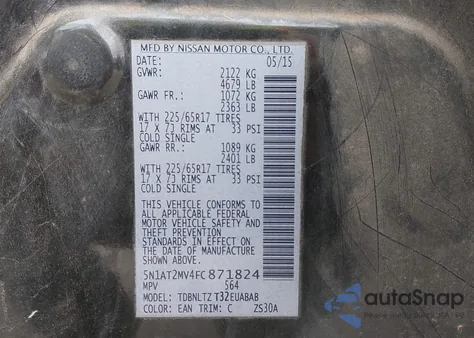 MFD BY NISSAN MOTOR CO., LTD.
DATE: 05/15
GVWR: 2122 KG
4679 LB
GAWR FR.: 1072 KG
2363 LB
WITH 225/65R17 TIRES
17 X 7J RIMS AT 33 PSI
COLD SINGLE
GAWR RR.: 1089 KG
2401 LB
WITH 225/65R17 TIRES
17 X 7J RIMS AT 33 PSI
COLD SINGLE
THIS VEHICLE CONFORMS TO
ALL APPLICABLE FEDERAL
MOTOR VEHICLE SAFETY AND
THEFT PREVENTION
STANDARDS IN EFFECT ON
THE DATE OF MANUFACTURE
SHOWN ABOVE.
5N1AT2MV4FC871824
MPV 564
MODEL: TDBNLTZ T32EUABAB
COLOR: EAN TRIM: C ZS30A
autoSnap